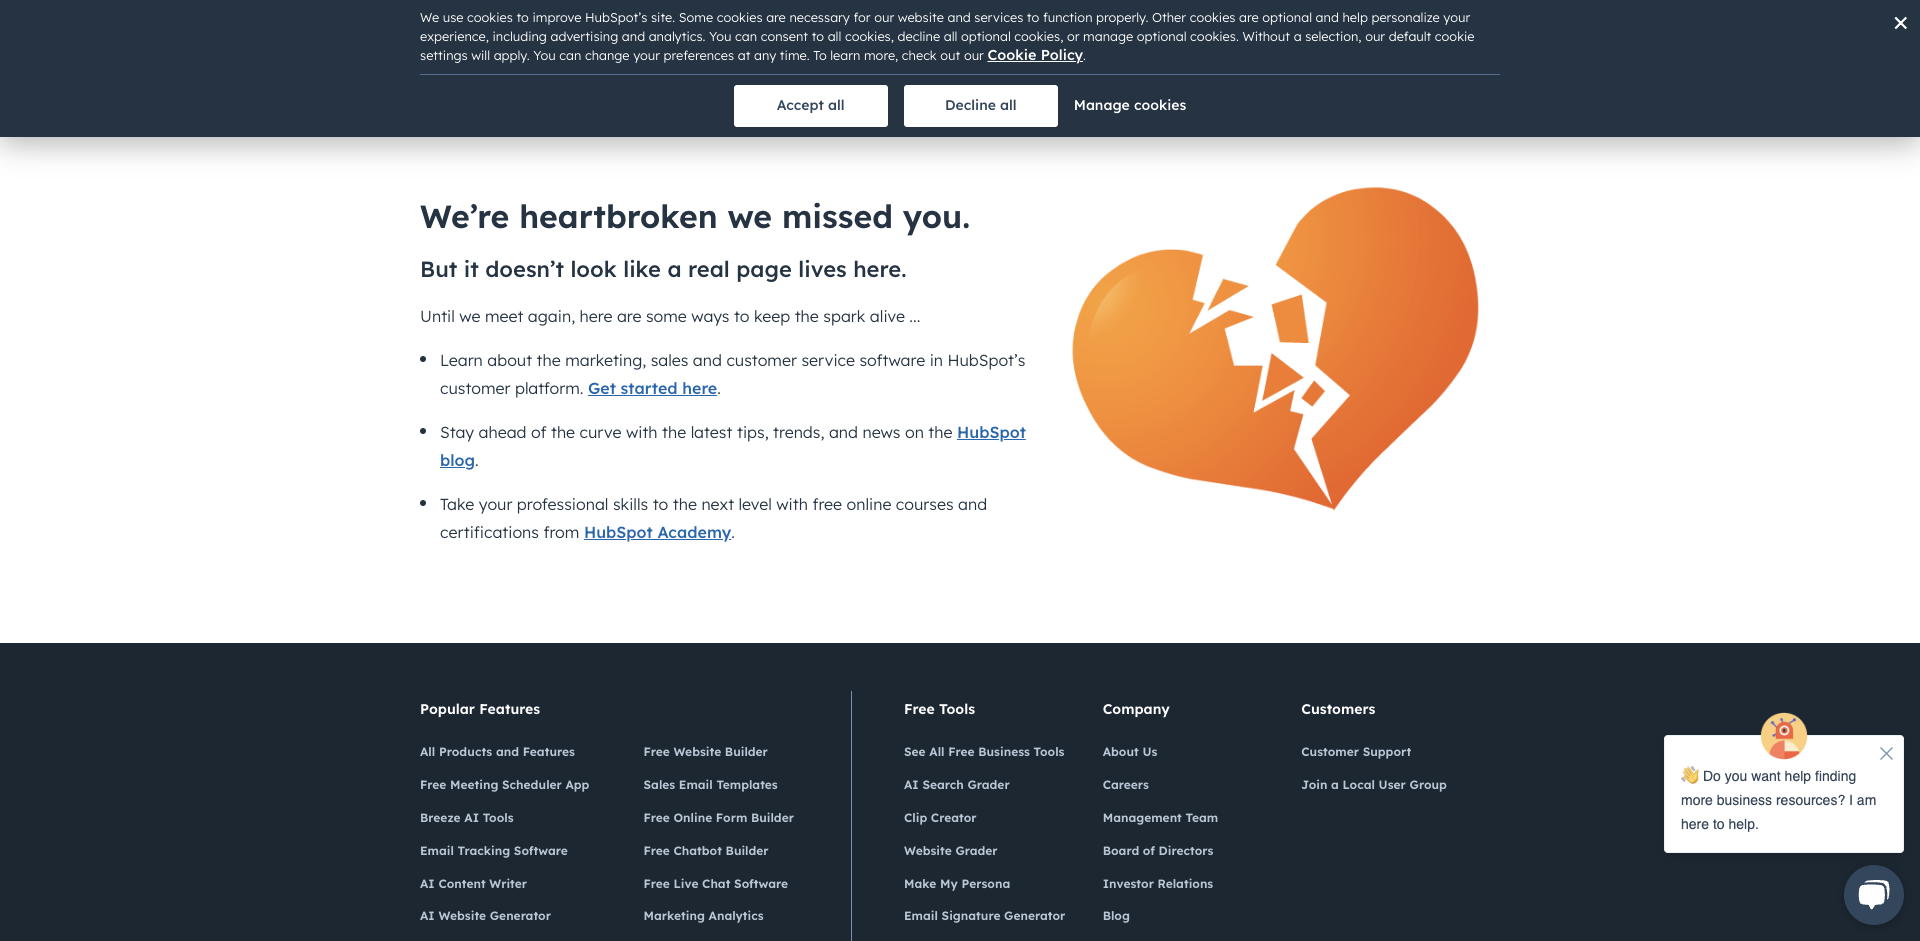 We use cookies to improve HubSpot’s site. Some cookies are necessary for our website and services to function properly. Other cookies are optional and help personalize your
experience, including advertising and analytics. You can consent to all cookies, decline all optional cookies, or manage optional cookies. Without a selection, our default cookie
settings will apply. You can change your preferences at any time. To learn more, check out our Cookie Policy.
Accept all
Decline all
Manage cookies
We’re heartbroken we missed you.
But it doesn’t look like a real page lives here.
Until we meet again, here are some ways to keep the spark alive ...
Learn about the marketing, sales and customer service software in HubSpot’s
customer platform. Get started here.
Stay ahead of the curve with the latest tips, trends, and news on the HubSpot
blog.
Take your professional skills to the next level with free online courses and
certifications from HubSpot Academy.
Popular Features
All Products and Features
Free Meeting Scheduler App
Breeze AI Tools
Email Tracking Software
AI Content Writer
AI Website Generator
Free Website Builder
Sales Email Templates
Free Online Form Builder
Free Chatbot Builder
Free Live Chat Software
Marketing Analytics
Free Tools
See All Free Business Tools
AI Search Grader
Clip Creator
Website Grader
Make My Persona
Email Signature Generator
Company
About Us
Careers
Management Team
Board of Directors
Investor Relations
Blog
Customers
Customer Support
Join a Local User Group
👋 Do you want help finding
more business resources? I am
here to help.